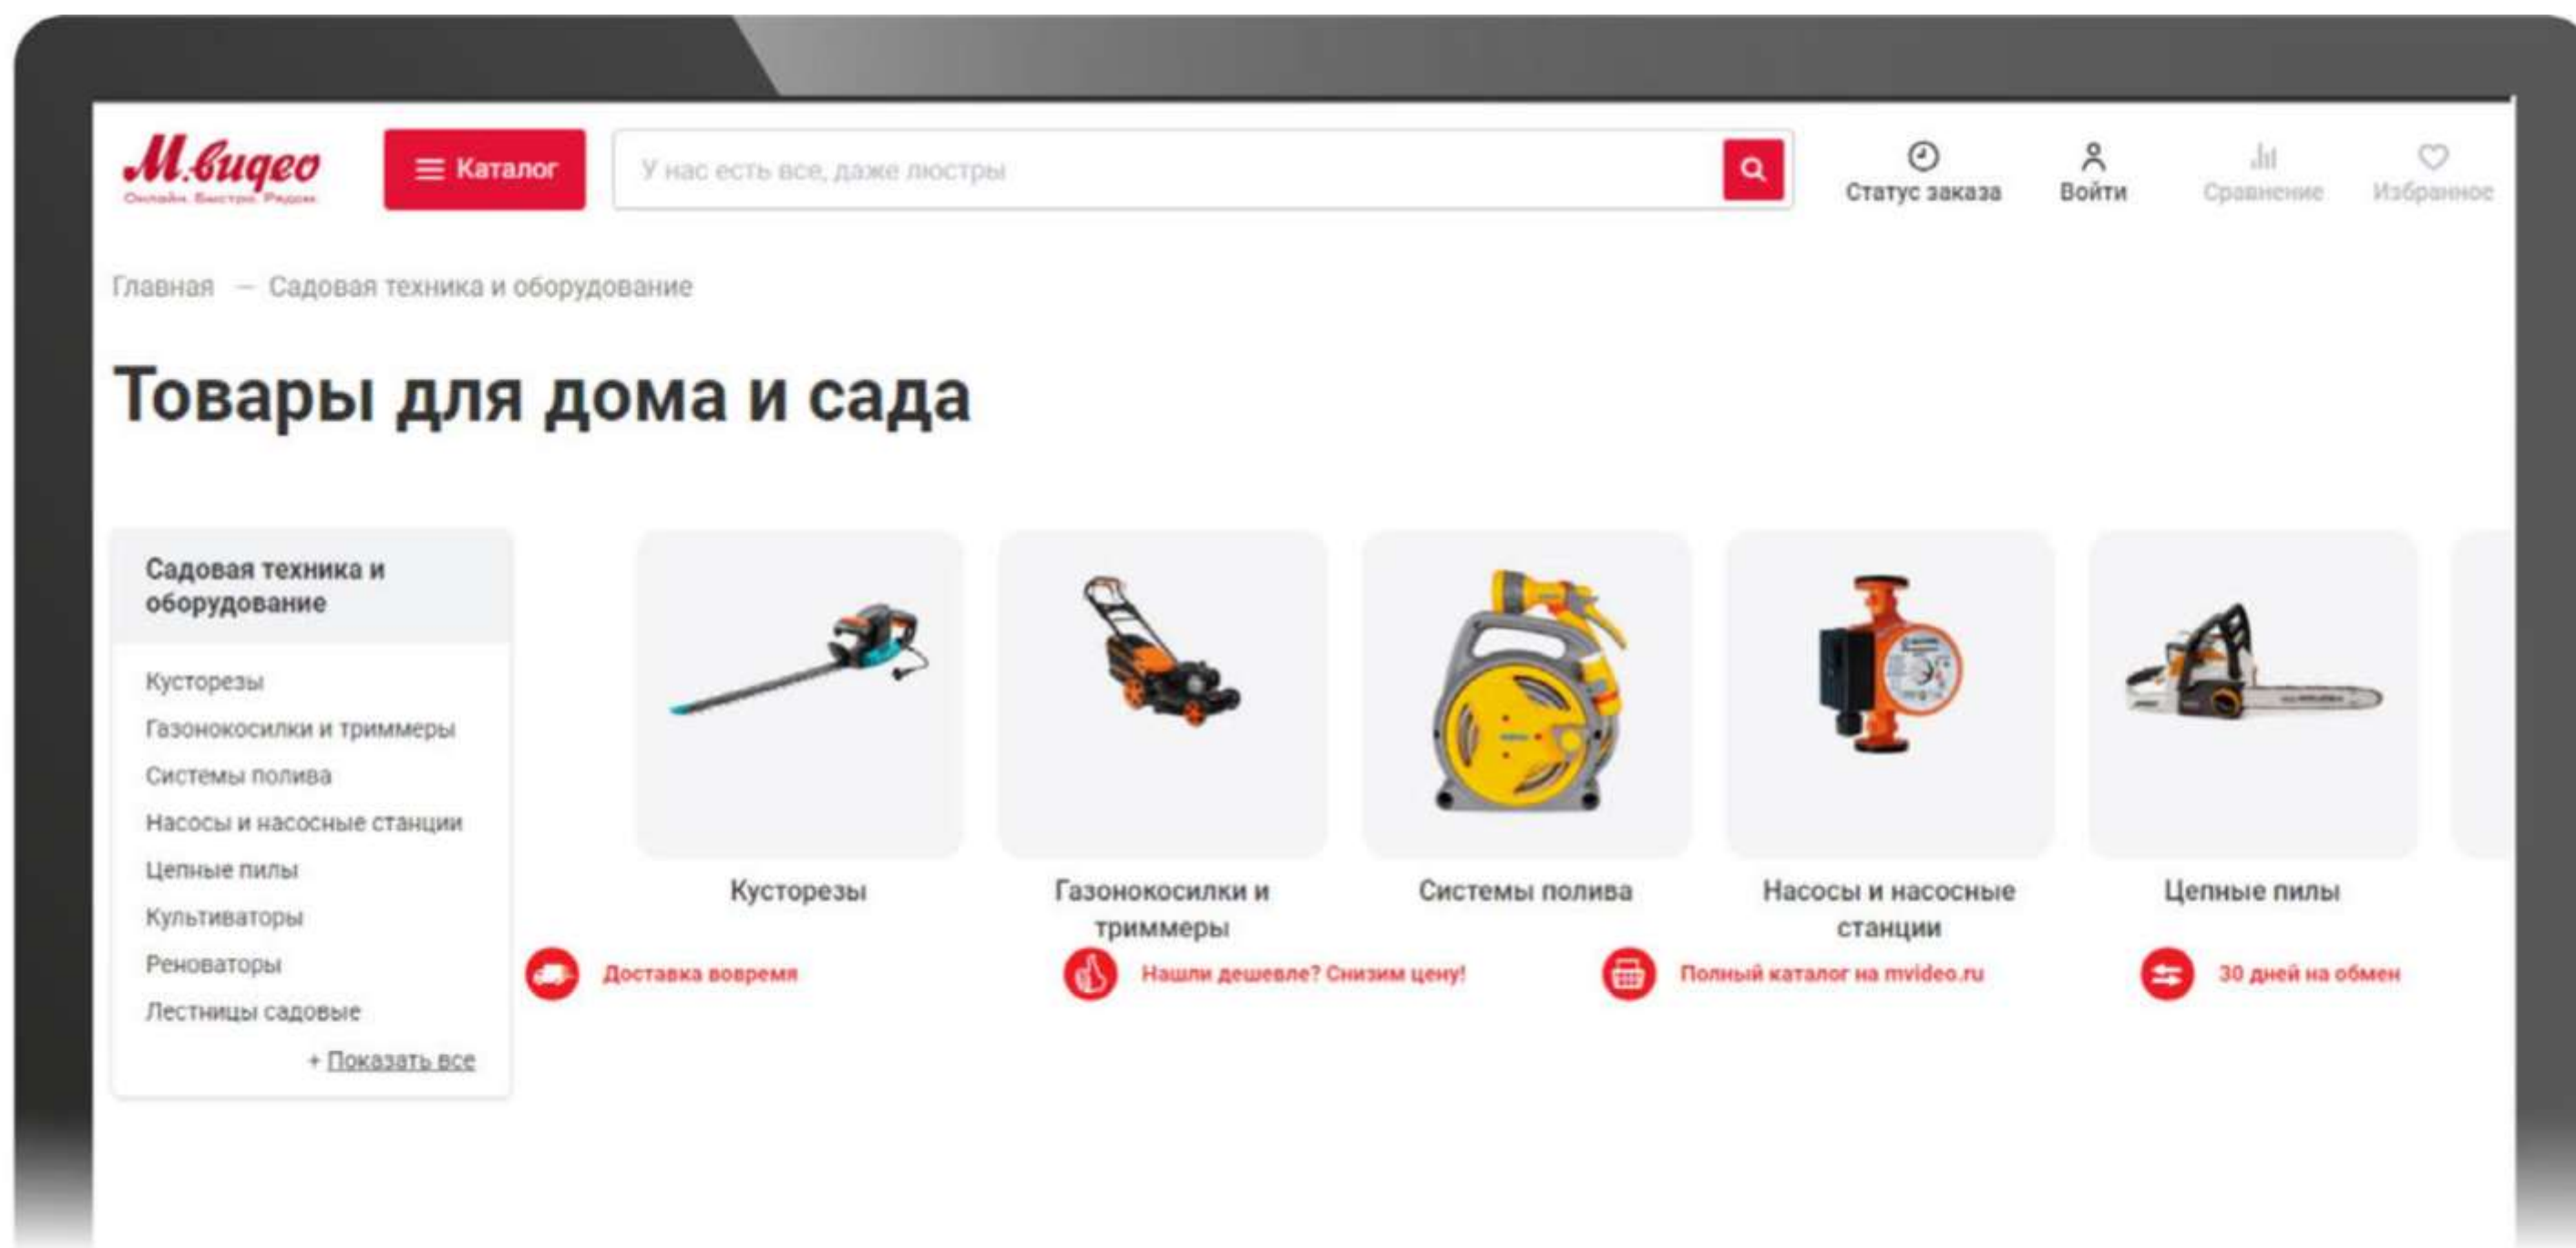 М.видео
Онлайн. Быстро. Рядом.
Каталог
У нас есть все, даже люстры
Статус заказа
Войти
Сравнение
Избранное
Главная — Садовая техника и оборудование
Товары для дома и сада
Садовая техника и
оборудование
Кусторезы
Газонокосилки и триммеры
Системы полива
Насосы и насосные станции
Цепные пилы
Культиваторы
Реноваторы
Лестницы садовые
+ Показать все
Кусторезы
Газонокосилки и
триммеры
Системы полива
Насосы и насосные
станции
Цепные пилы
Доставка вовремя
Нашли дешевле? Снизим цену!
Полный каталог на mvideo.ru
30 дней на обмен